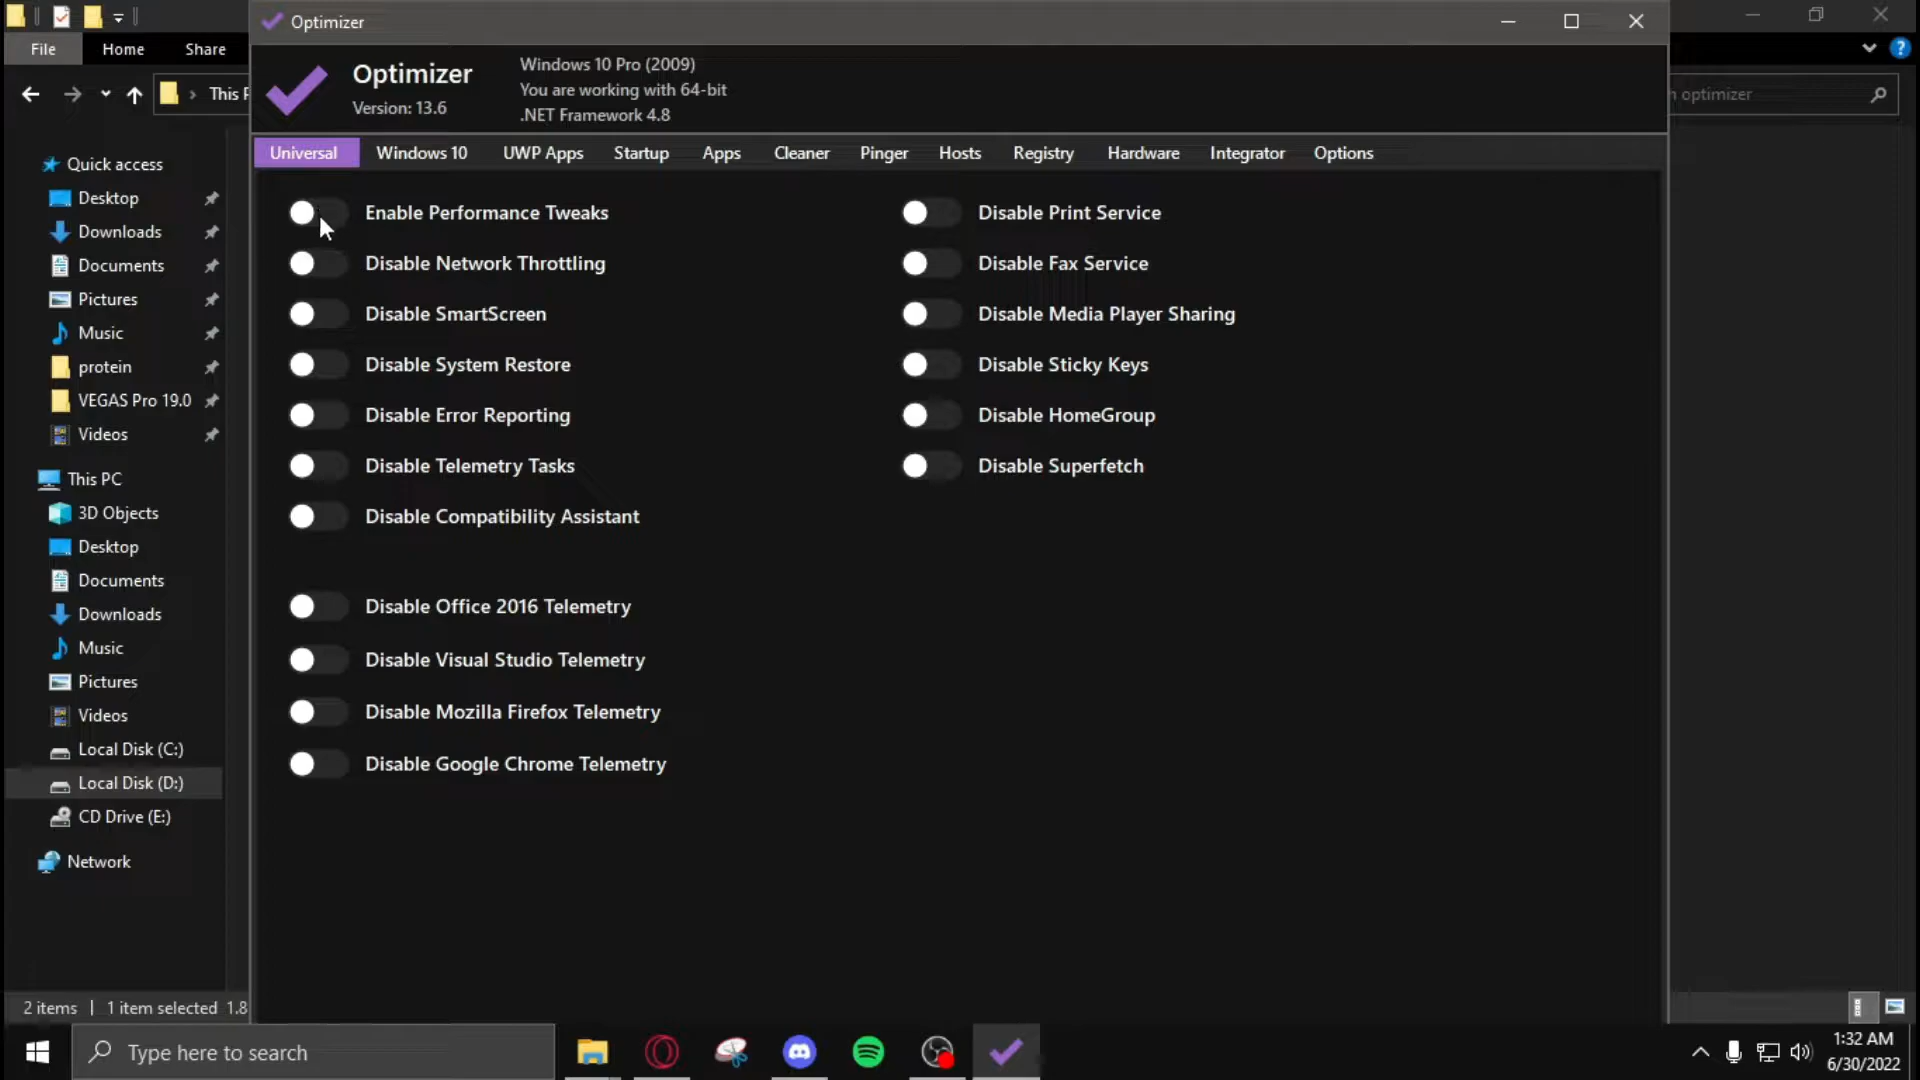 Optimizer
File
Home
Share
This P
optimizer
Optimizer
Version: 13.6
Windows 10 Pro (2009)
You are working with 64-bit
.NET Framework 4.8
Universal
Windows 10
UWP Apps
Startup
Apps
Cleaner
Pinger
Hosts
Registry
Hardware
Integrator
Options
Quick access
Desktop
Downloads
Documents
Pictures
Music
protein
VEGAS Pro 19.0
Videos
This PC
3D Objects
Desktop
Documents
Downloads
Music
Pictures
Videos
Local Disk (C:)
Local Disk (D:)
CD Drive (E:)
Network
Enable Performance Tweaks
Disable Network Throttling
Disable SmartScreen
Disable System Restore
Disable Error Reporting
Disable Telemetry Tasks
Disable Compatibility Assistant
Disable Office 2016 Telemetry
Disable Visual Studio Telemetry
Disable Mozilla Firefox Telemetry
Disable Google Chrome Telemetry
Disable Print Service
Disable Fax Service
Disable Media Player Sharing
Disable Sticky Keys
Disable HomeGroup
Disable Superfetch
2 items
1 item selected 1.8
Type here to search
1:32 AM
6/30/2022